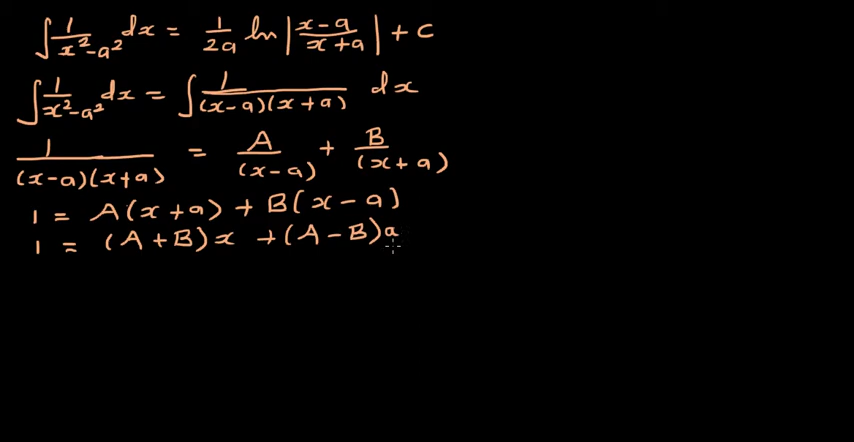 ∫ 1/(x²-a²) dx = 1/(2a) ln |(x-a)/(x+a)| + c
∫ 1/(x²-a²) dx = ∫ 1/((x-a)(x+a)) dx
1/((x-a)(x+a)) = A/(x-a) + B/(x+a)
1 = A(x+a) + B(x-a)
1 = (A+B)x + (A-B)a